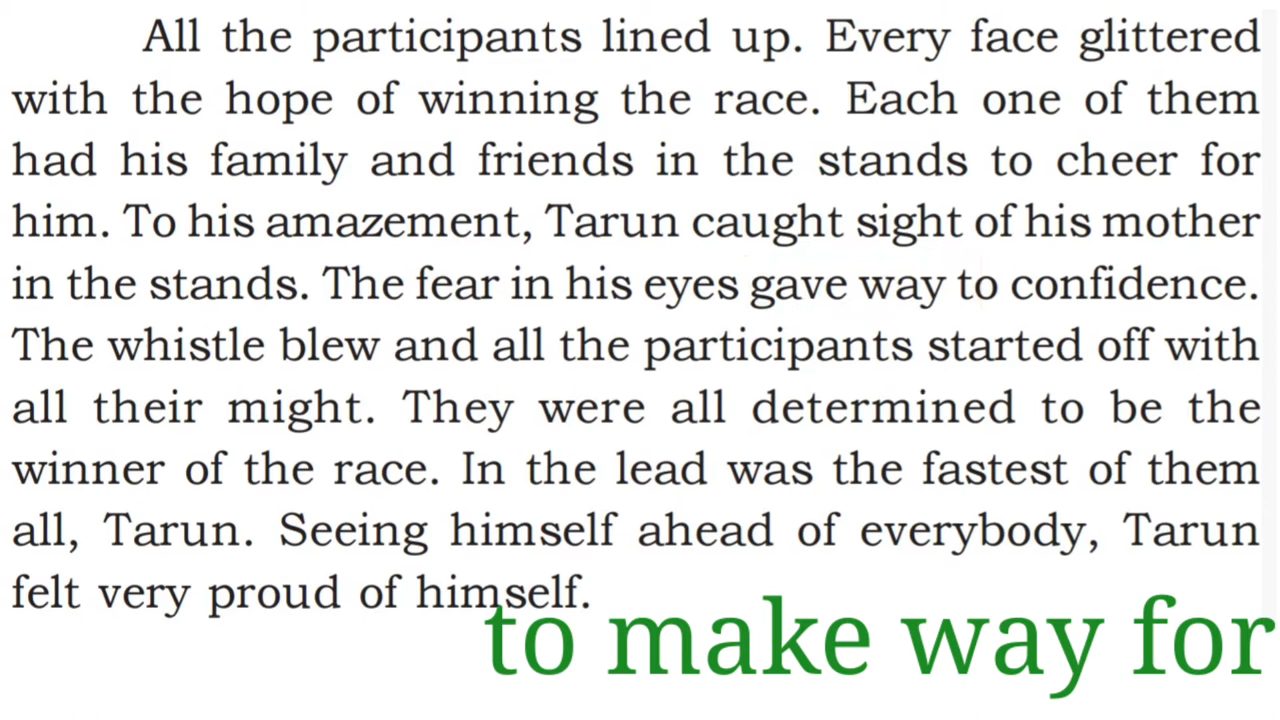 All the participants lined up. Every face glittered
with the hope of winning the race. Each one of them
had his family and friends in the stands to cheer for
him. To his amazement, Tarun caught sight of his mother
in the stands. The fear in his eyes gave way to confidence.
The whistle blew and all the participants started off with
all their might. They were all determined to be the
winner of the race. In the lead was the fastest of them
all, Tarun. Seeing himself ahead of everybody, Tarun
felt very proud of himself.
to make way for